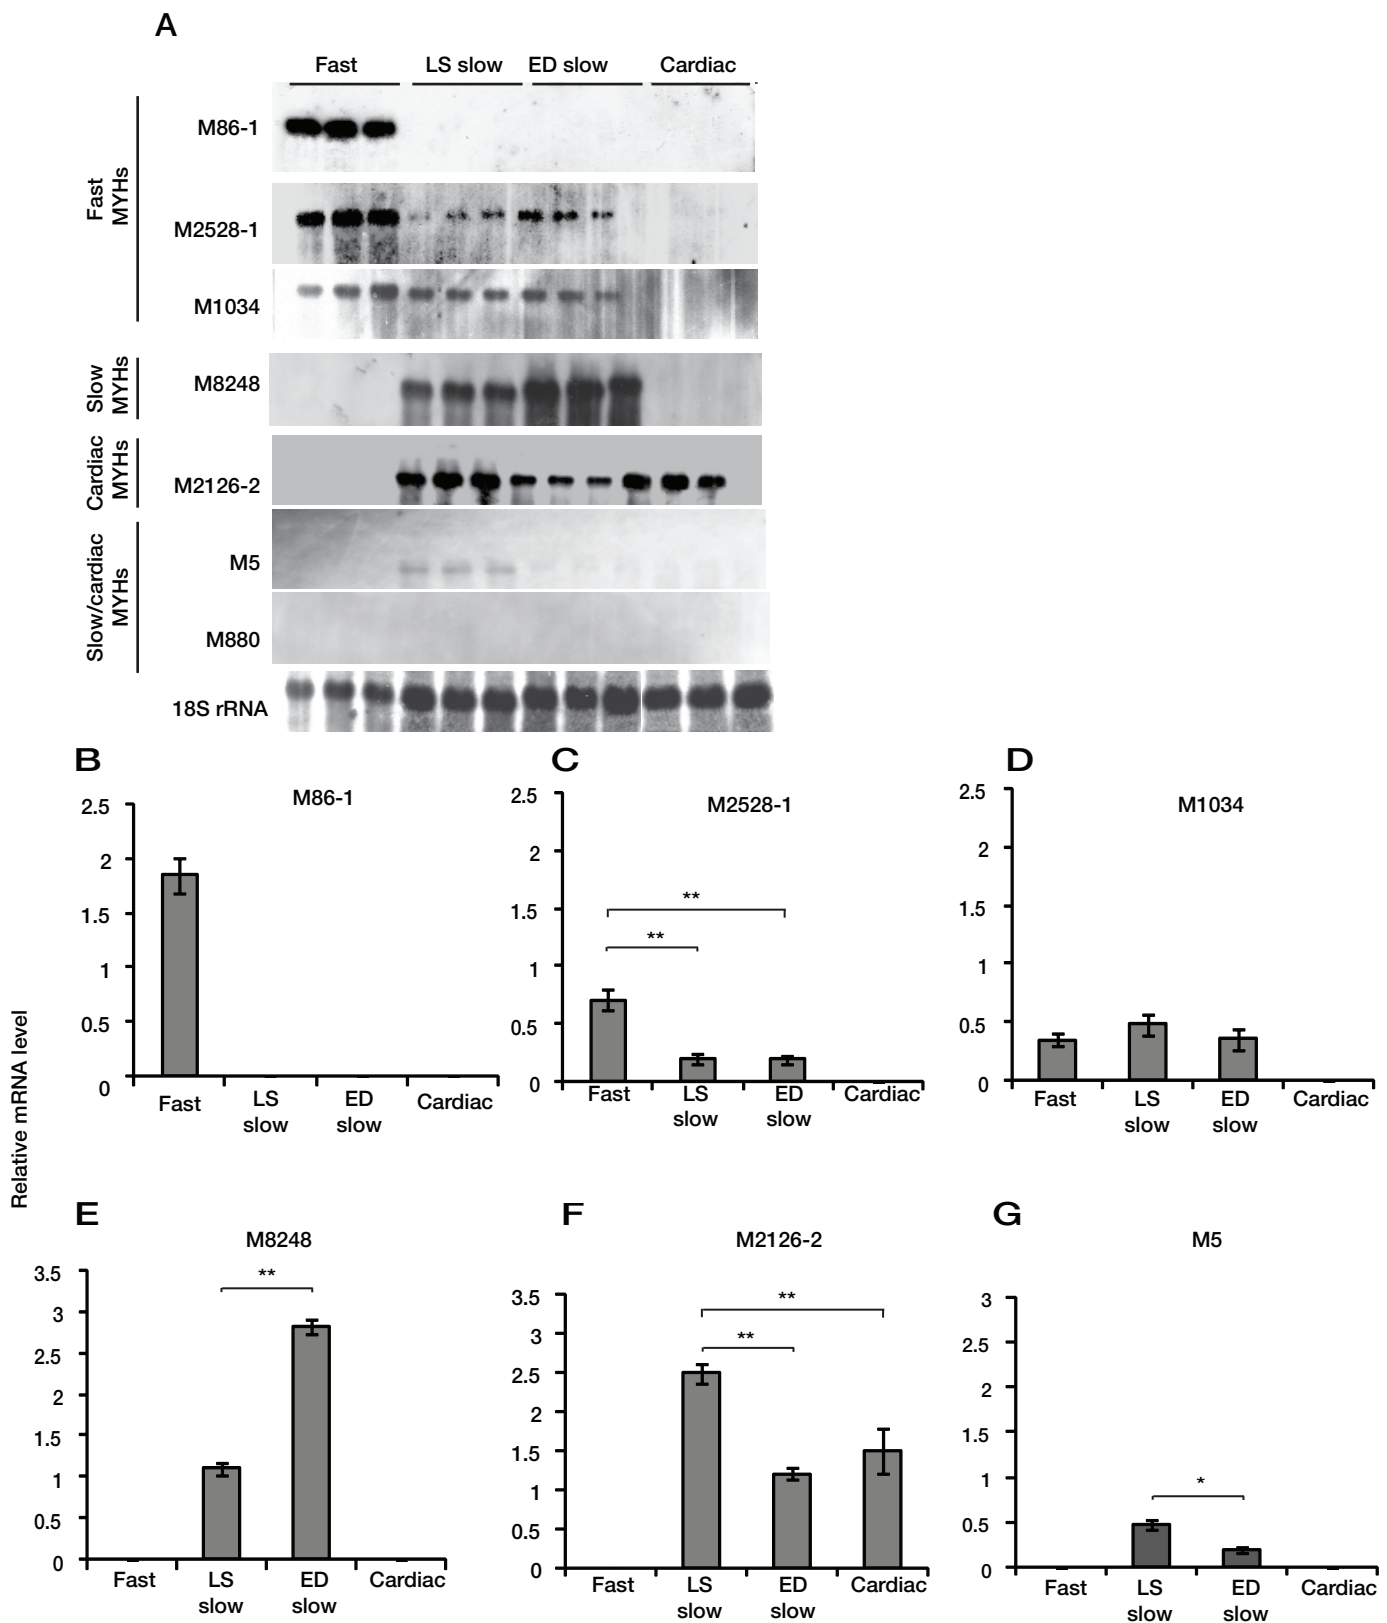 A
Fast LS slow ED slow Cardiac
Fast
MYHs
M86-1
M2528-1
M1034
Slow
MYHs
M8248
Cardiac
MYHs
M2126-2
Slow/cardiac
MYHs
M5
M880
18S rRNA
Relative mRNA level
B
M86-1
2.5
2
1.5
1
0.5
0
Fast LS ED Cardiac
slow slow
C
M2528-1
2.5
2
1.5
1
0.5
0
**
**
Fast LS ED Cardiac
slow slow
D
M1034
2.5
2
1.5
1
0.5
0
Fast LS ED Cardiac
slow slow
E
M8248
3.5
3
2.5
2
1.5
1
0.5
0
**
Fast LS ED Cardiac
slow slow
F
M2126-2
3.5
3
2.5
2
1.5
1
0.5
0
**
**
Fast LS ED Cardiac
slow slow
G
M5
3
2.5
2
1.5
1
0.5
0
*
Fast LS ED Cardiac
slow slow